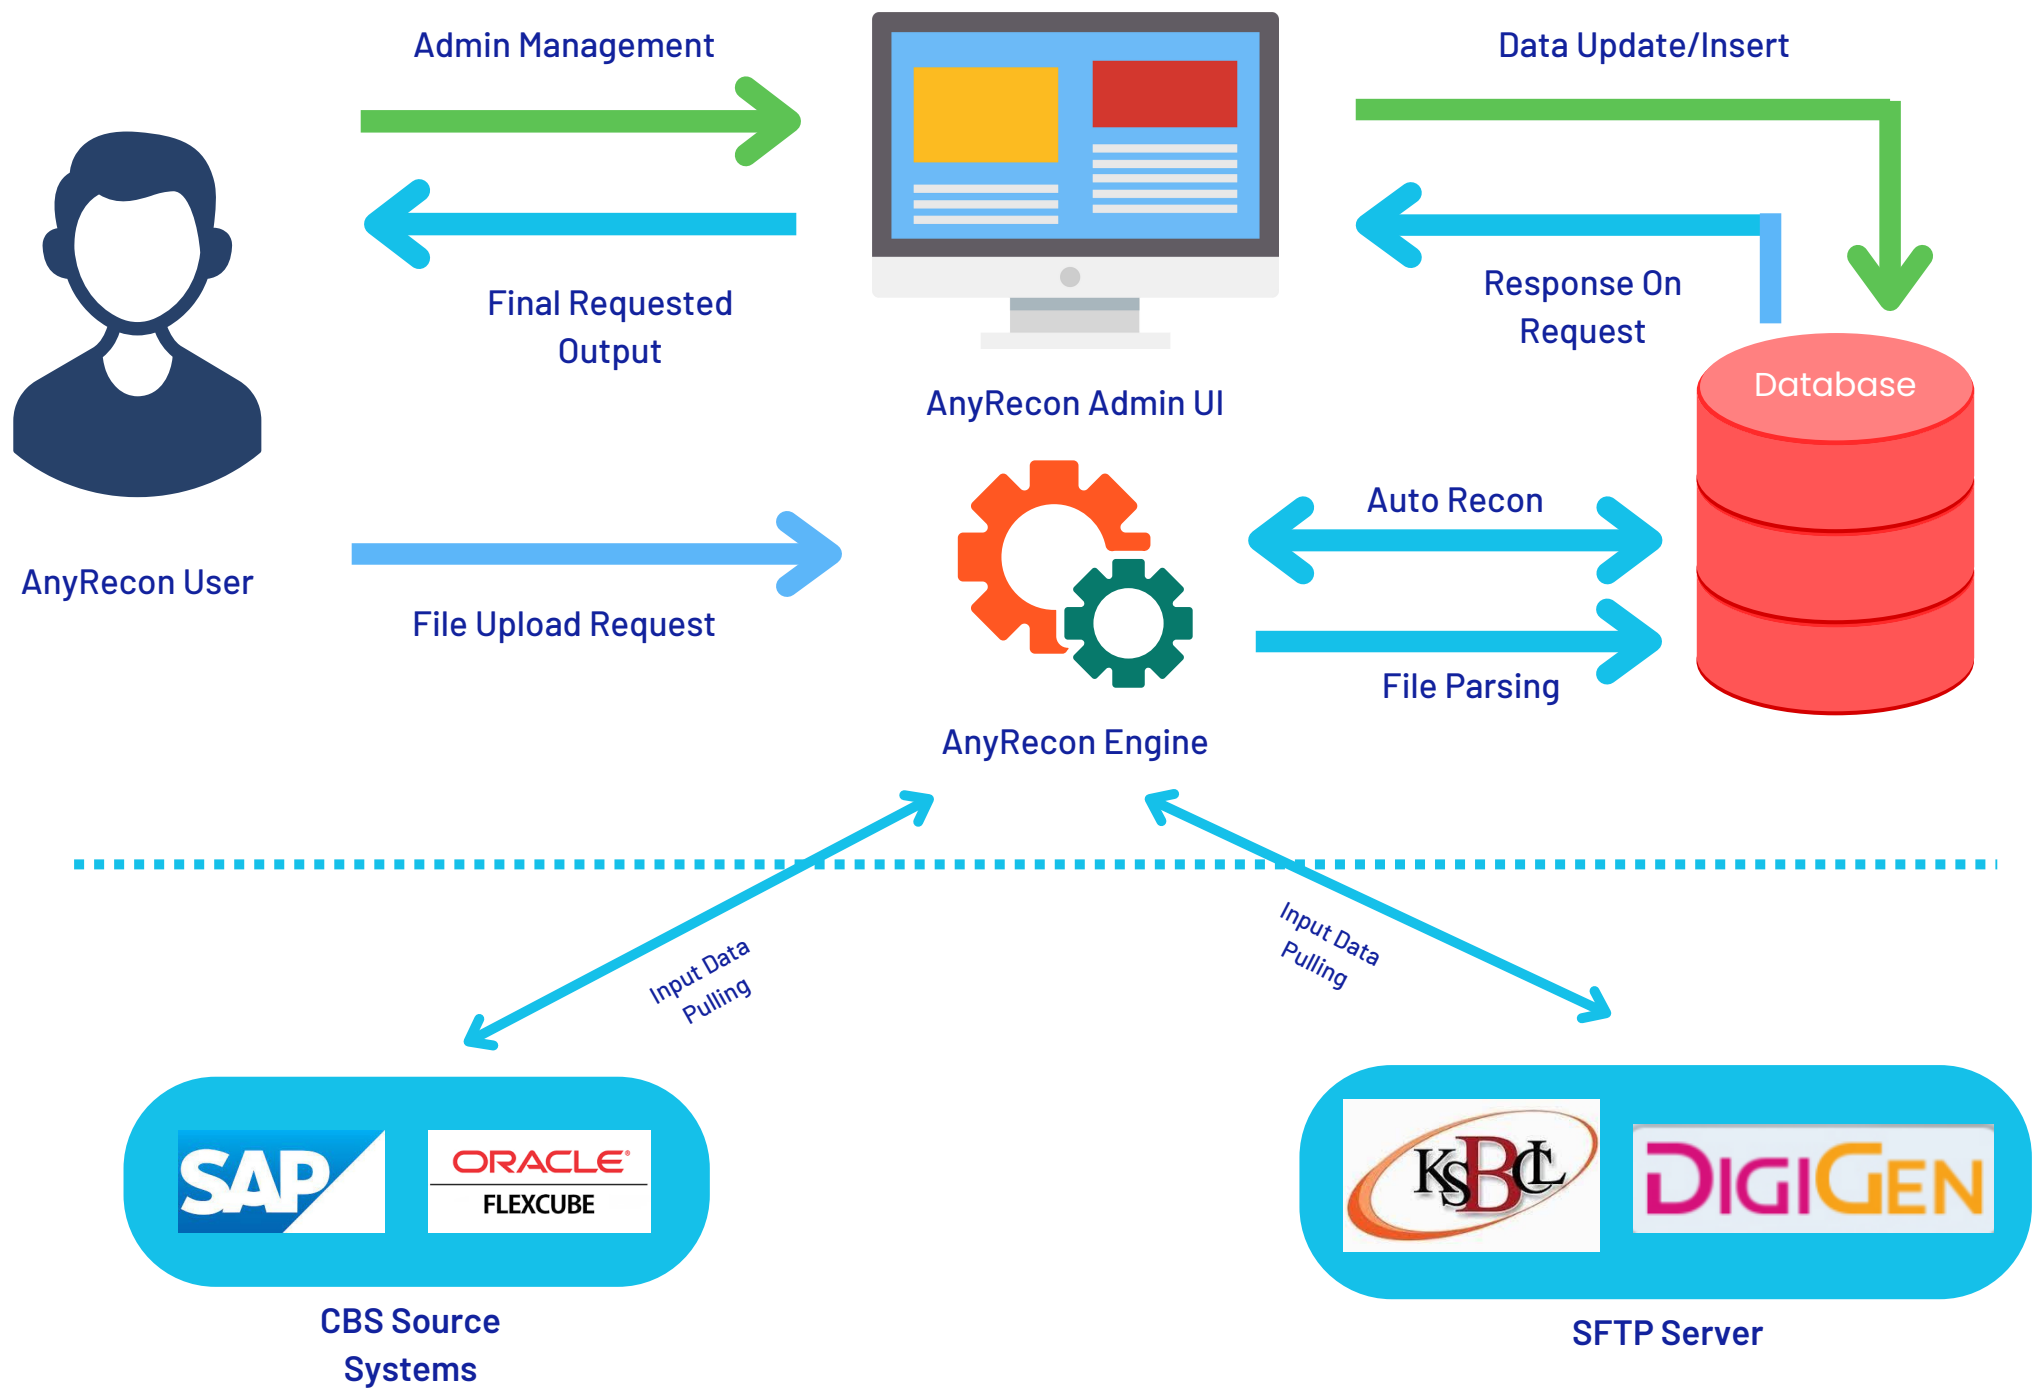 Admin Management
Data Update/Insert
Final Requested
Output
Response On
Request
Database
AnyRecon Admin UI
Auto Recon
AnyRecon User
File Upload Request
File Parsing
AnyRecon Engine
Input Data
Pulling
Input Data
Pulling
SAP
ORACLE
FLEXCUBE
KSBCL
DIGIGEN
CBS Source
Systems
SFTP Server